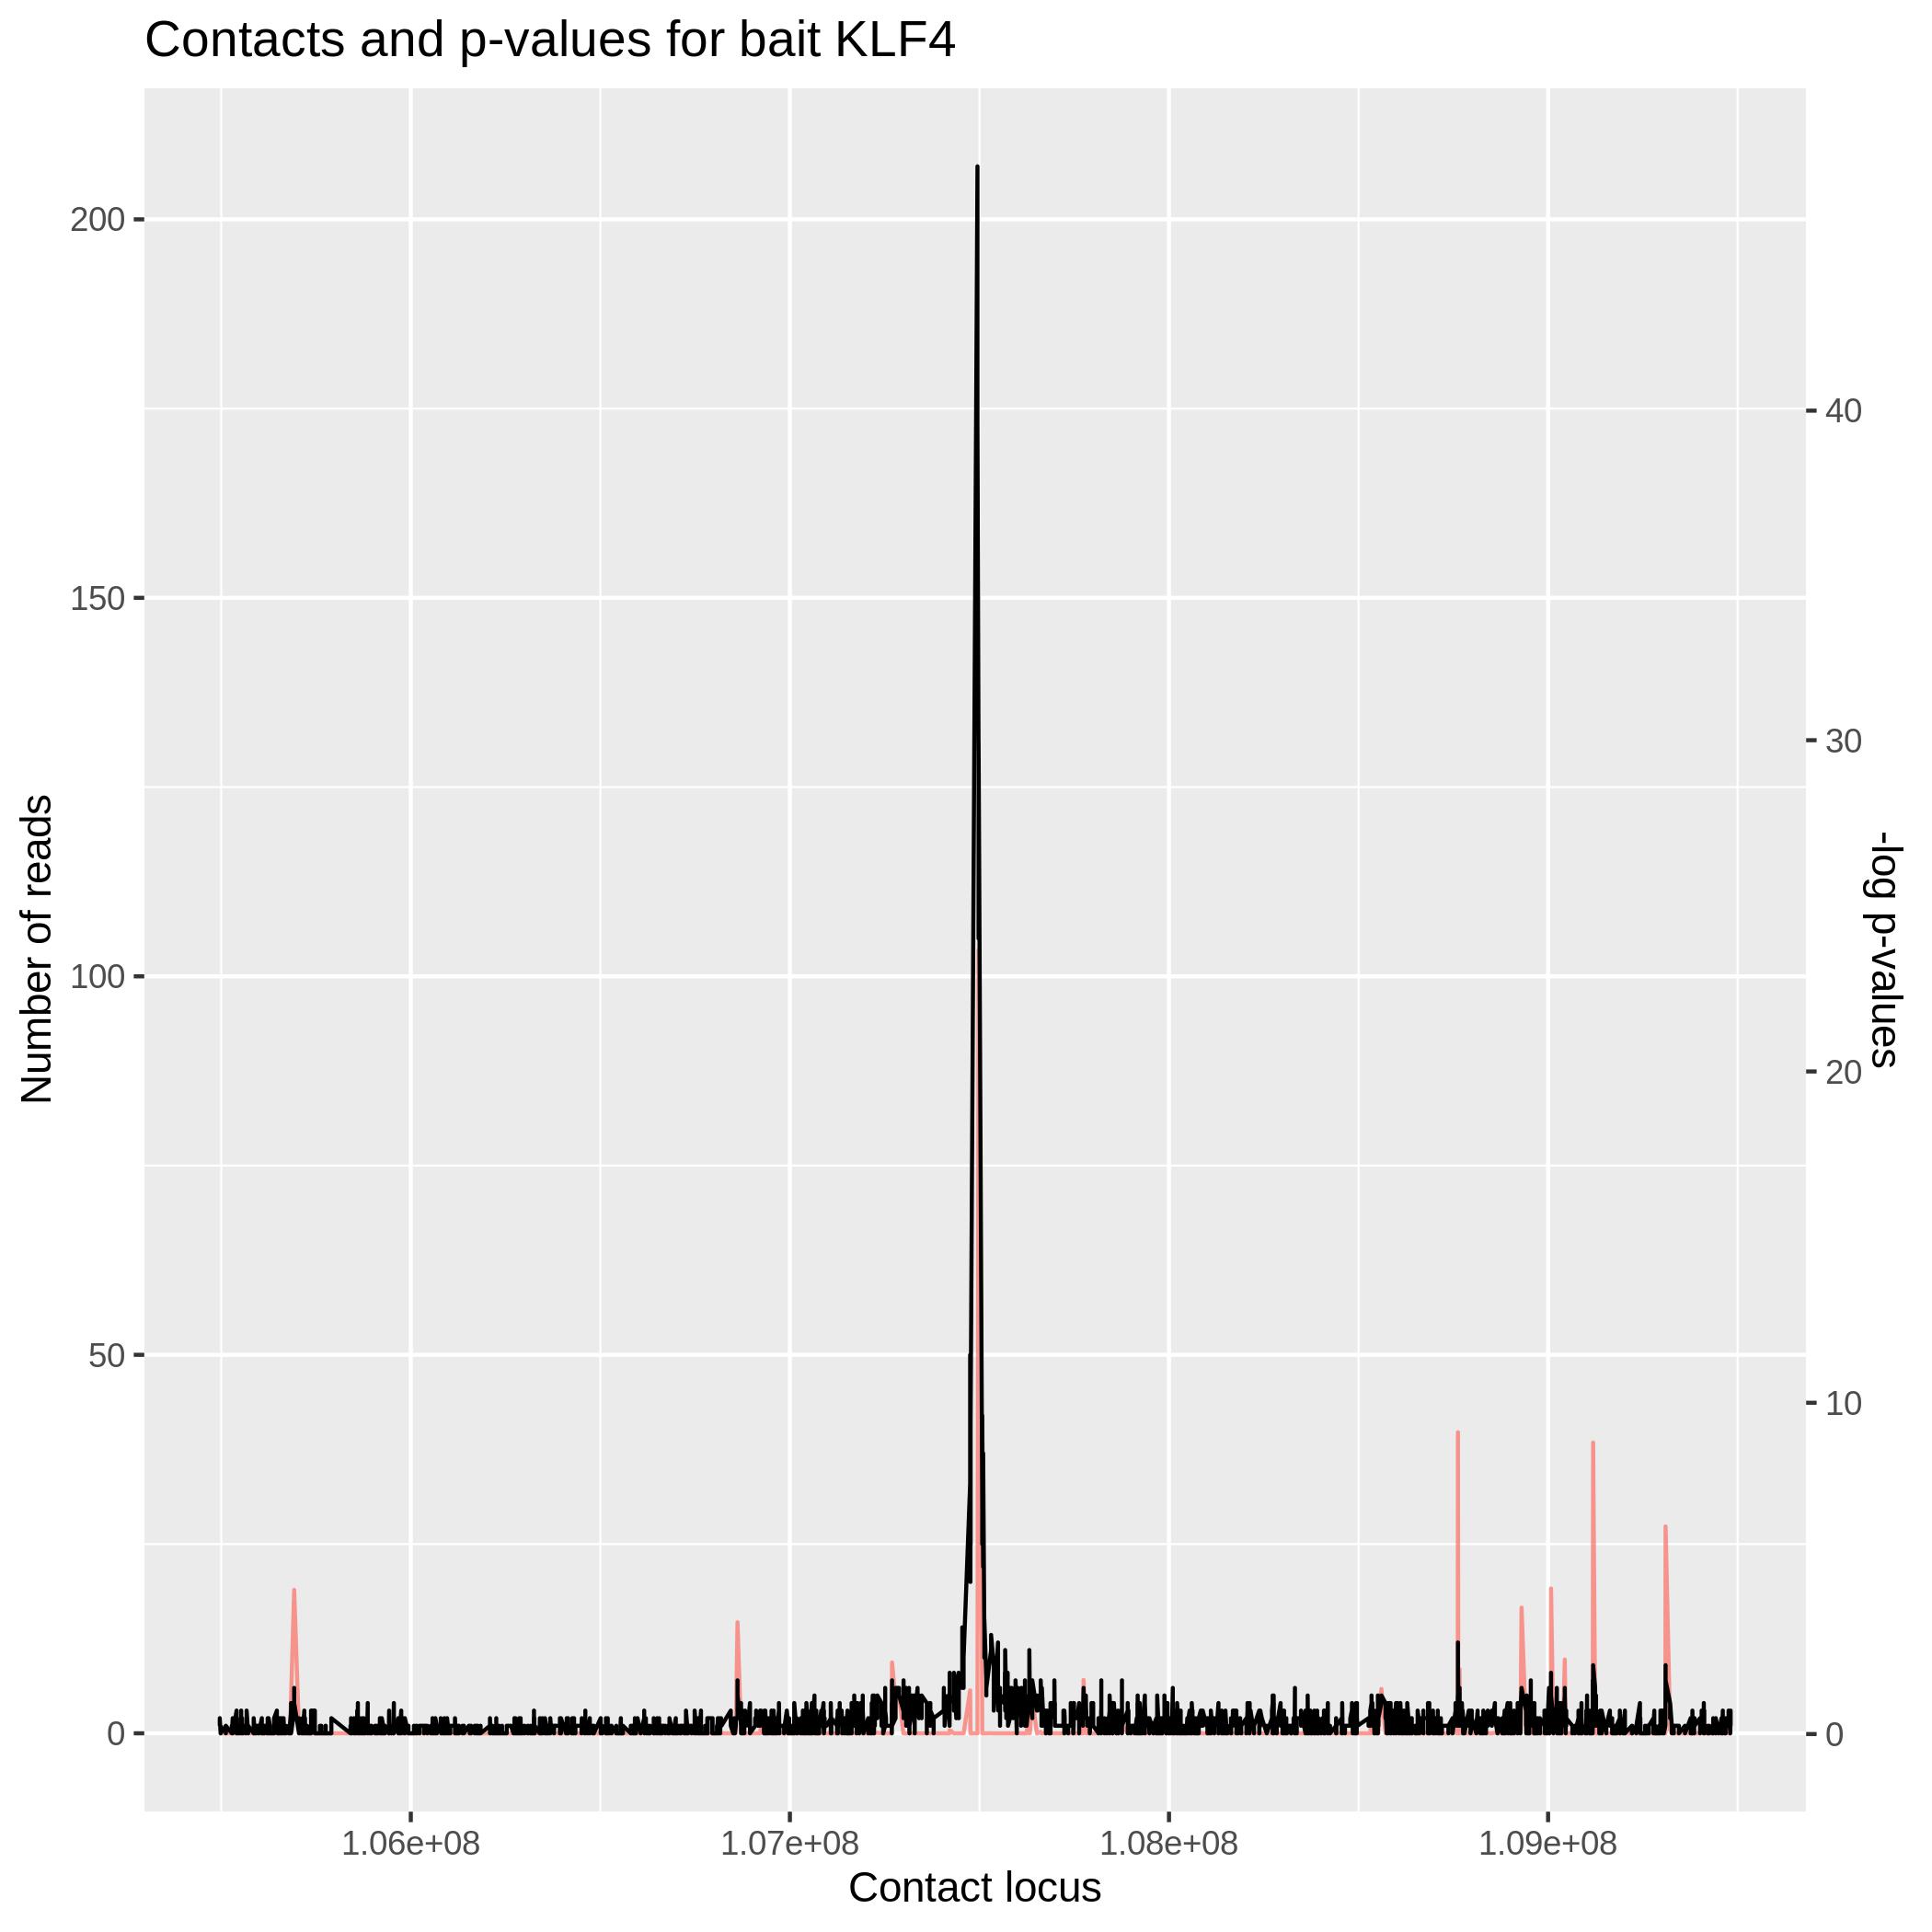 Contacts and p-values for bait KLF4
Number of reads
200
150
100
50
0
40
30
20
10
0
-log p-values
1.06e+08
1.07e+08
1.08e+08
1.09e+08
Contact locus